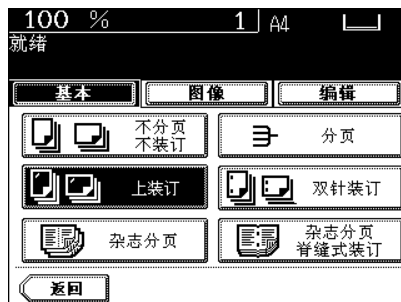 100 % 1 A4
就绪
基本 图像 编辑
不分页
不装订
分页
上装订 双针装订
杂志分页
杂志分页
脊缝式装订
返回